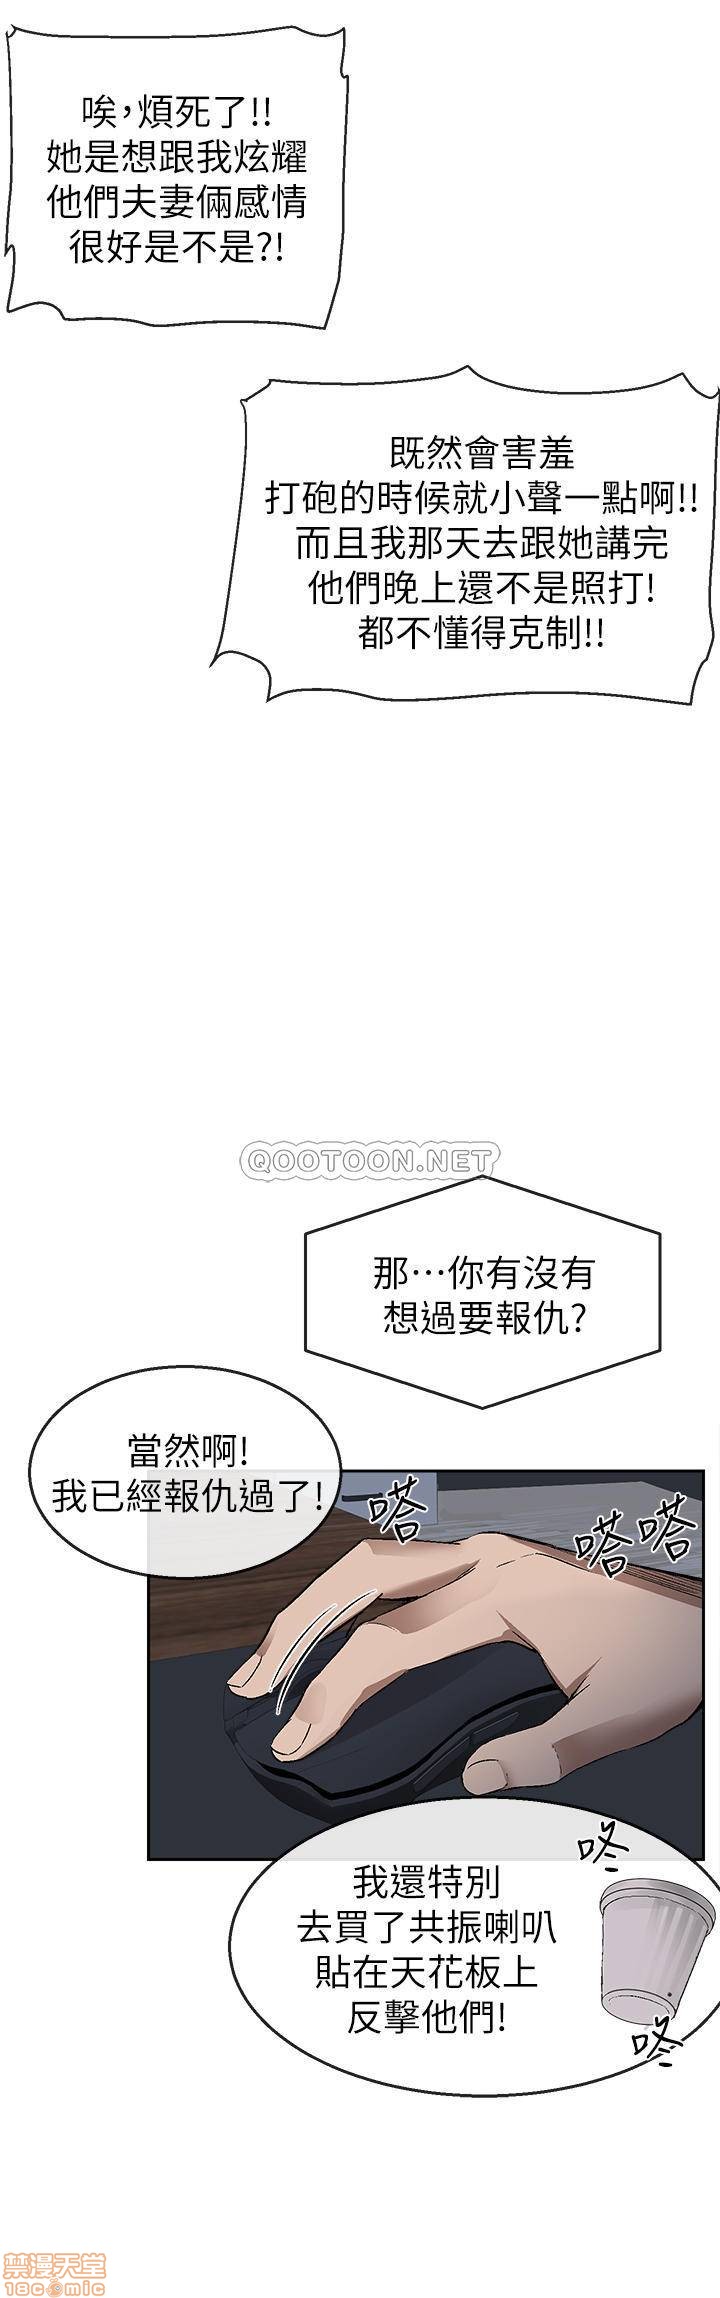 唉，煩死了!!
她是想跟我炫耀
他們夫妻倆感情
很好是不是?!
既然會害羞
打砲的時候就小聲一點啊!!
而且我那天去跟她講完
他們晚上還不是照打!
都不懂得克制!!
QOOTOON.NET
那…你有沒有
想過要報仇?
當然啊!
我已經報仇過了!
嗒
嗒嗒
咚
我還特別
去買了共振喇叭
貼在天花板上
反擊他們!
咚
禁漫天堂
18comic